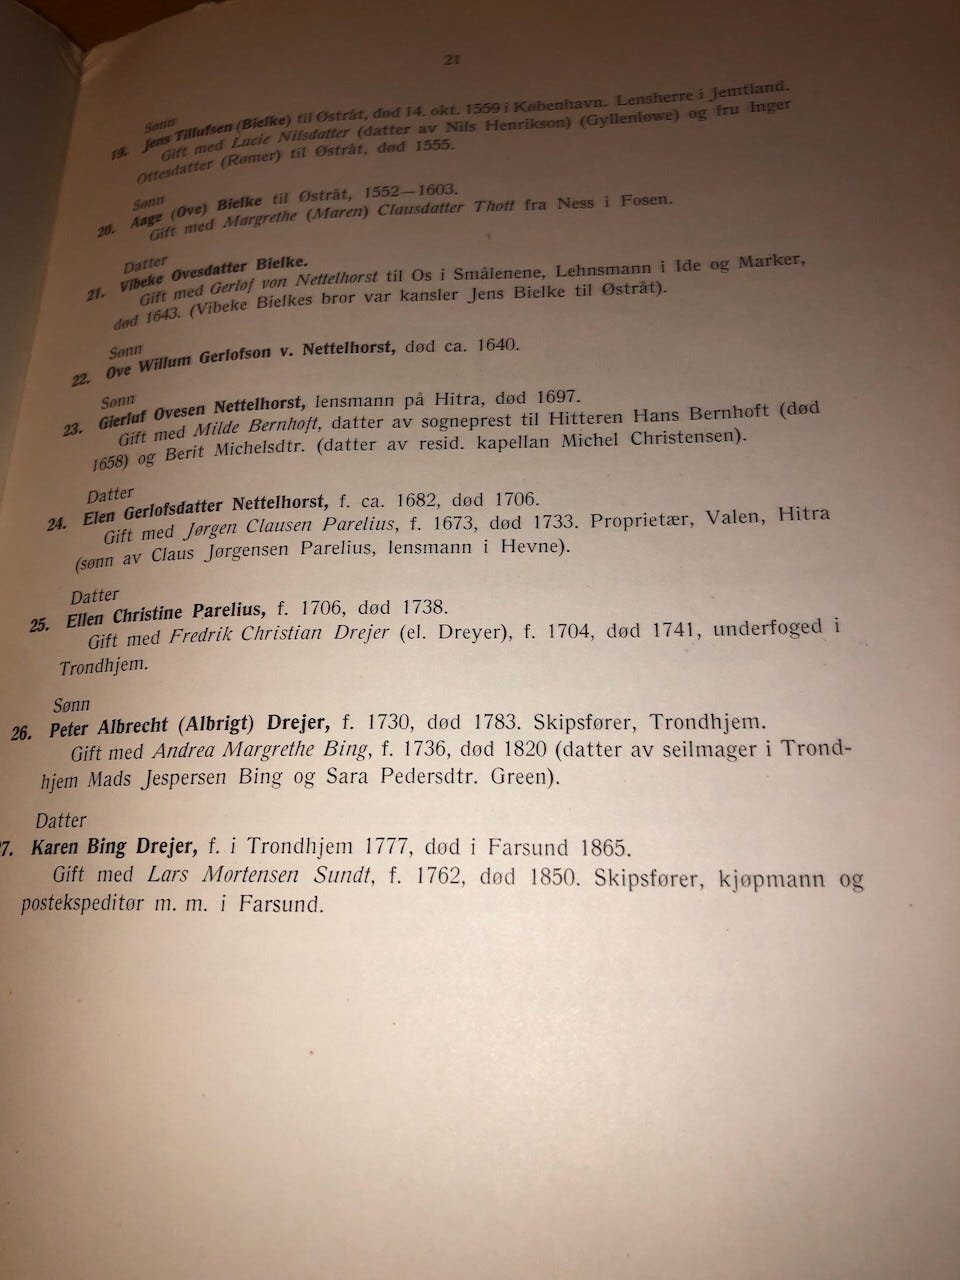 21
Sønn
19. Jens Tillufsen (Bielke) til Østråt, død 14. okt. 1559 i København. Lensherre i Jemtland.
Gift med Lucie Nilsdatter (datter av Nils Henrikson) (Gyllenløwe) og fru Inger
Ottesdatter (Rømer) til Østråt, død 1555.
Sønn
20. Aage (Ove) Bielke til Østråt, 1552—1603.
Gift med Margrethe (Maren) Clausdatter Thott fra Ness i Fosen.
Datter
21. Vibeke Ovesdatter Bielke.
Gift med Gerlof von Nettelhorst til Os i Smålenene, Lehnsmann i Ide og Marker,
død 1643. (Vibeke Bielkes bror var kansler Jens Bielke til Østråt).
Sønn
22. Ove Willum Gerlofson v. Nettelhorst, død ca. 1640.
Sønn
23. Gierluf Ovesen Nettelhorst, lensmann på Hitra, død 1697.
Gift med Milde Bernhoft, datter av sogneprest til Hitteren Hans Bernhoft (død
1658) og Berit Michelsdtr. (datter av resid. kapellan Michel Christensen).
Datter
24. Elen Gerlofsdatter Nettelhorst, f. ca. 1682, død 1706.
Gift med Jørgen Clausen Parelius, f. 1673, død 1733. Proprietær, Valen, Hitra
(sønn av Claus Jørgensen Parelius, lensmann i Hevne).
Datter
25. Ellen Christine Parelius, f. 1706, død 1738.
Gift med Fredrik Christian Drejer (el. Dreyer), f. 1704, død 1741, underfoged i
Trondhjem.
Sønn
26. Peter Albrecht (Albrigt) Drejer, f. 1730, død 1783. Skipsfører, Trondhjem.
Gift med Andrea Margrethe Bing, f. 1736, død 1820 (datter av seilmager i Trond-
hjem Mads Jespersen Bing og Sara Pedersdtr. Green).
Datter
7. Karen Bing Drejer, f. i Trondhjem 1777, død i Farsund 1865.
Gift med Lars Mortensen Sundt, f. 1762, død 1850. Skipsfører, kjøpmann og
postekspeditør m. m. i Farsund.